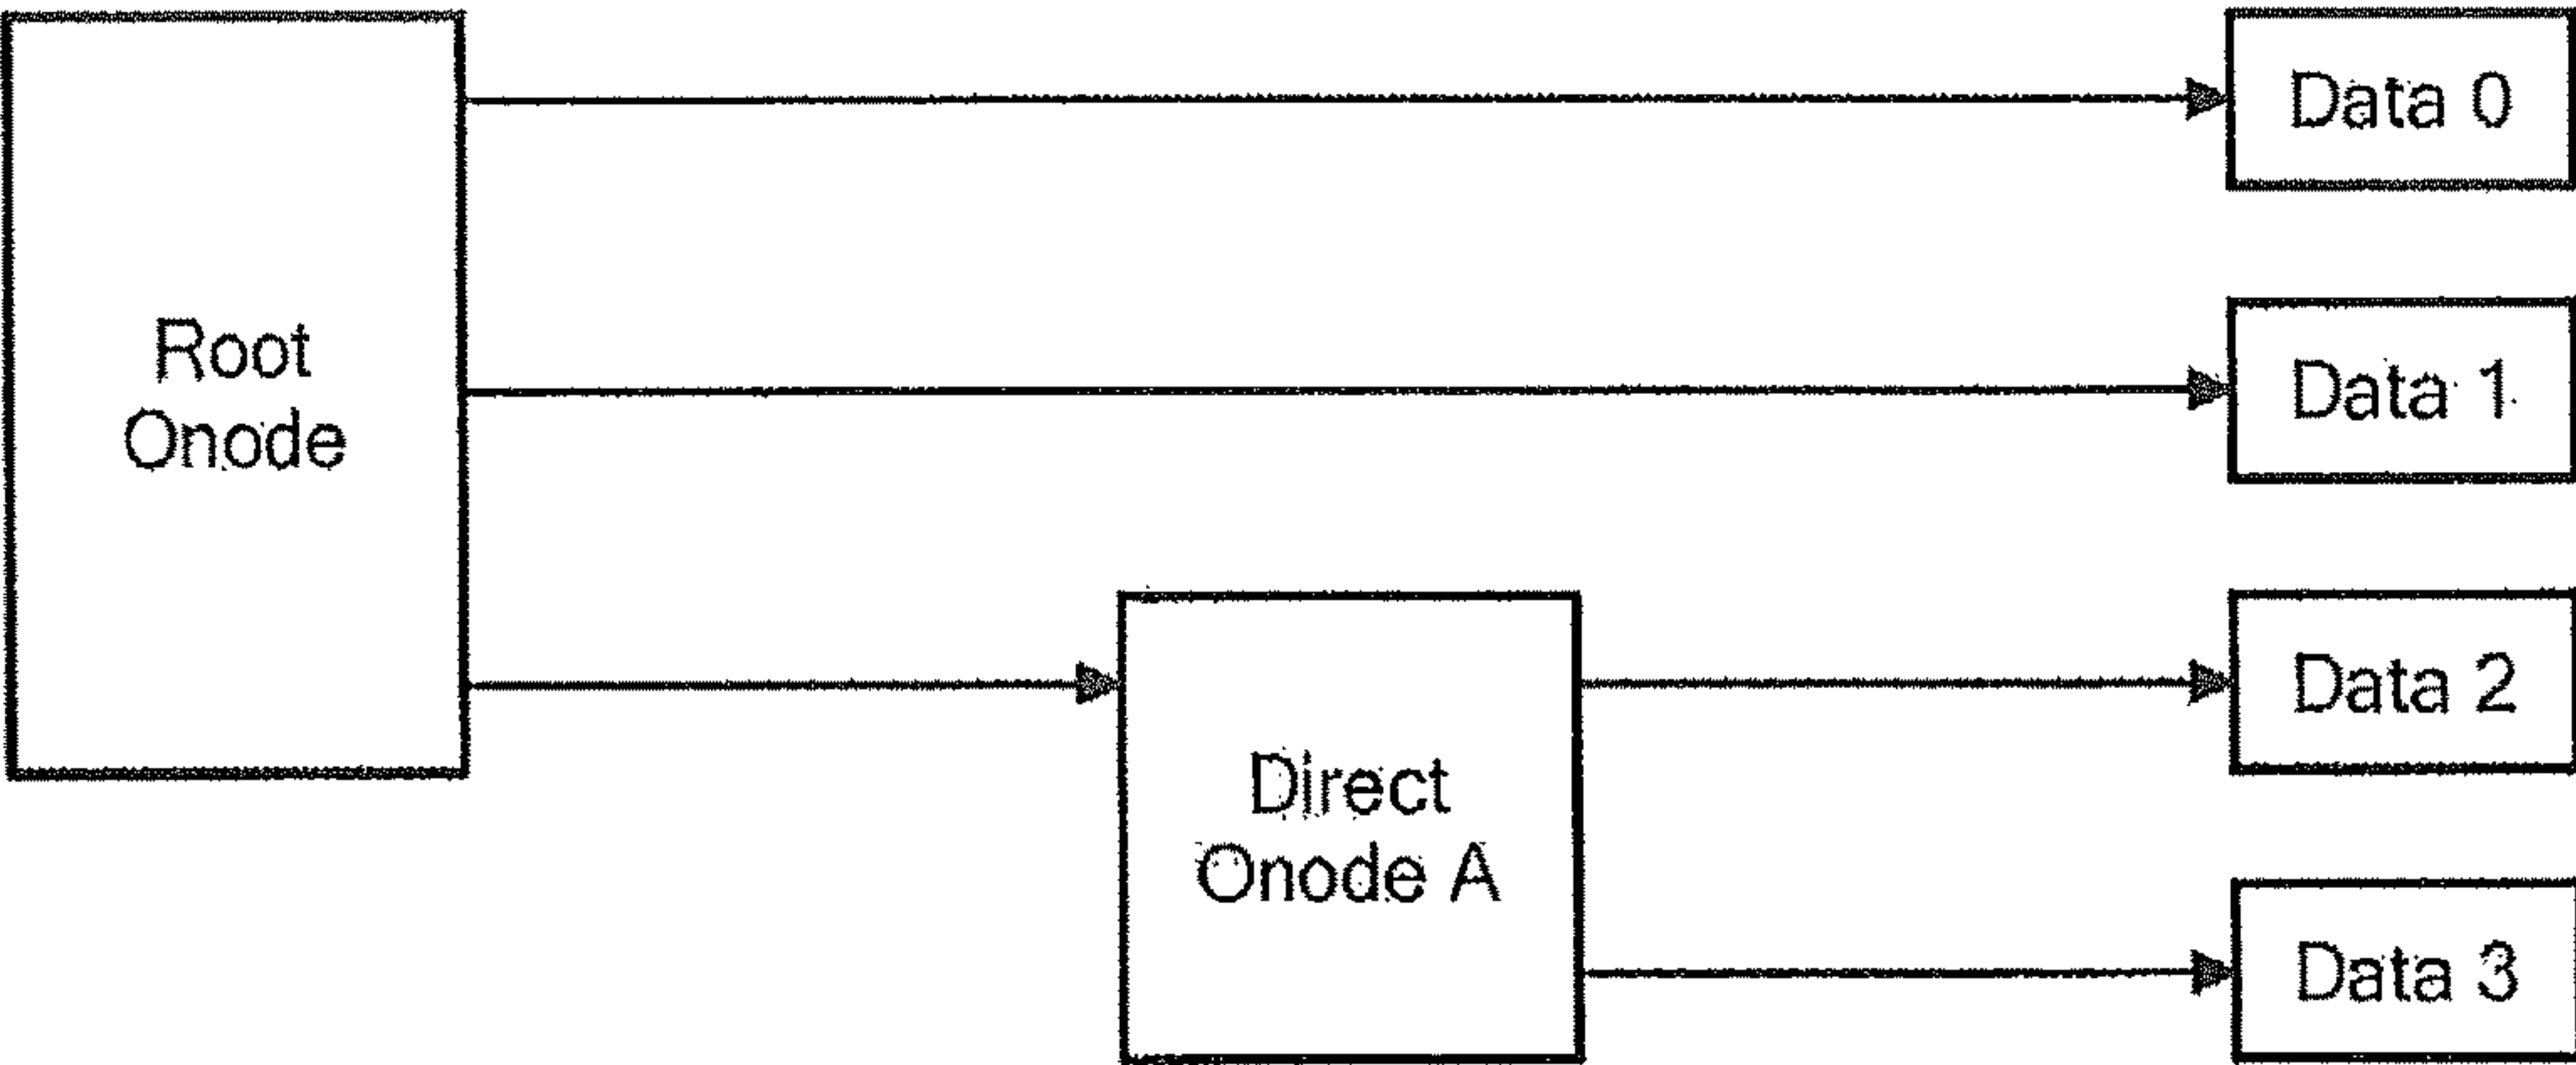 Root
Onode
Data 0
Data 1
Direct
Onode A
Data 2
Data 3